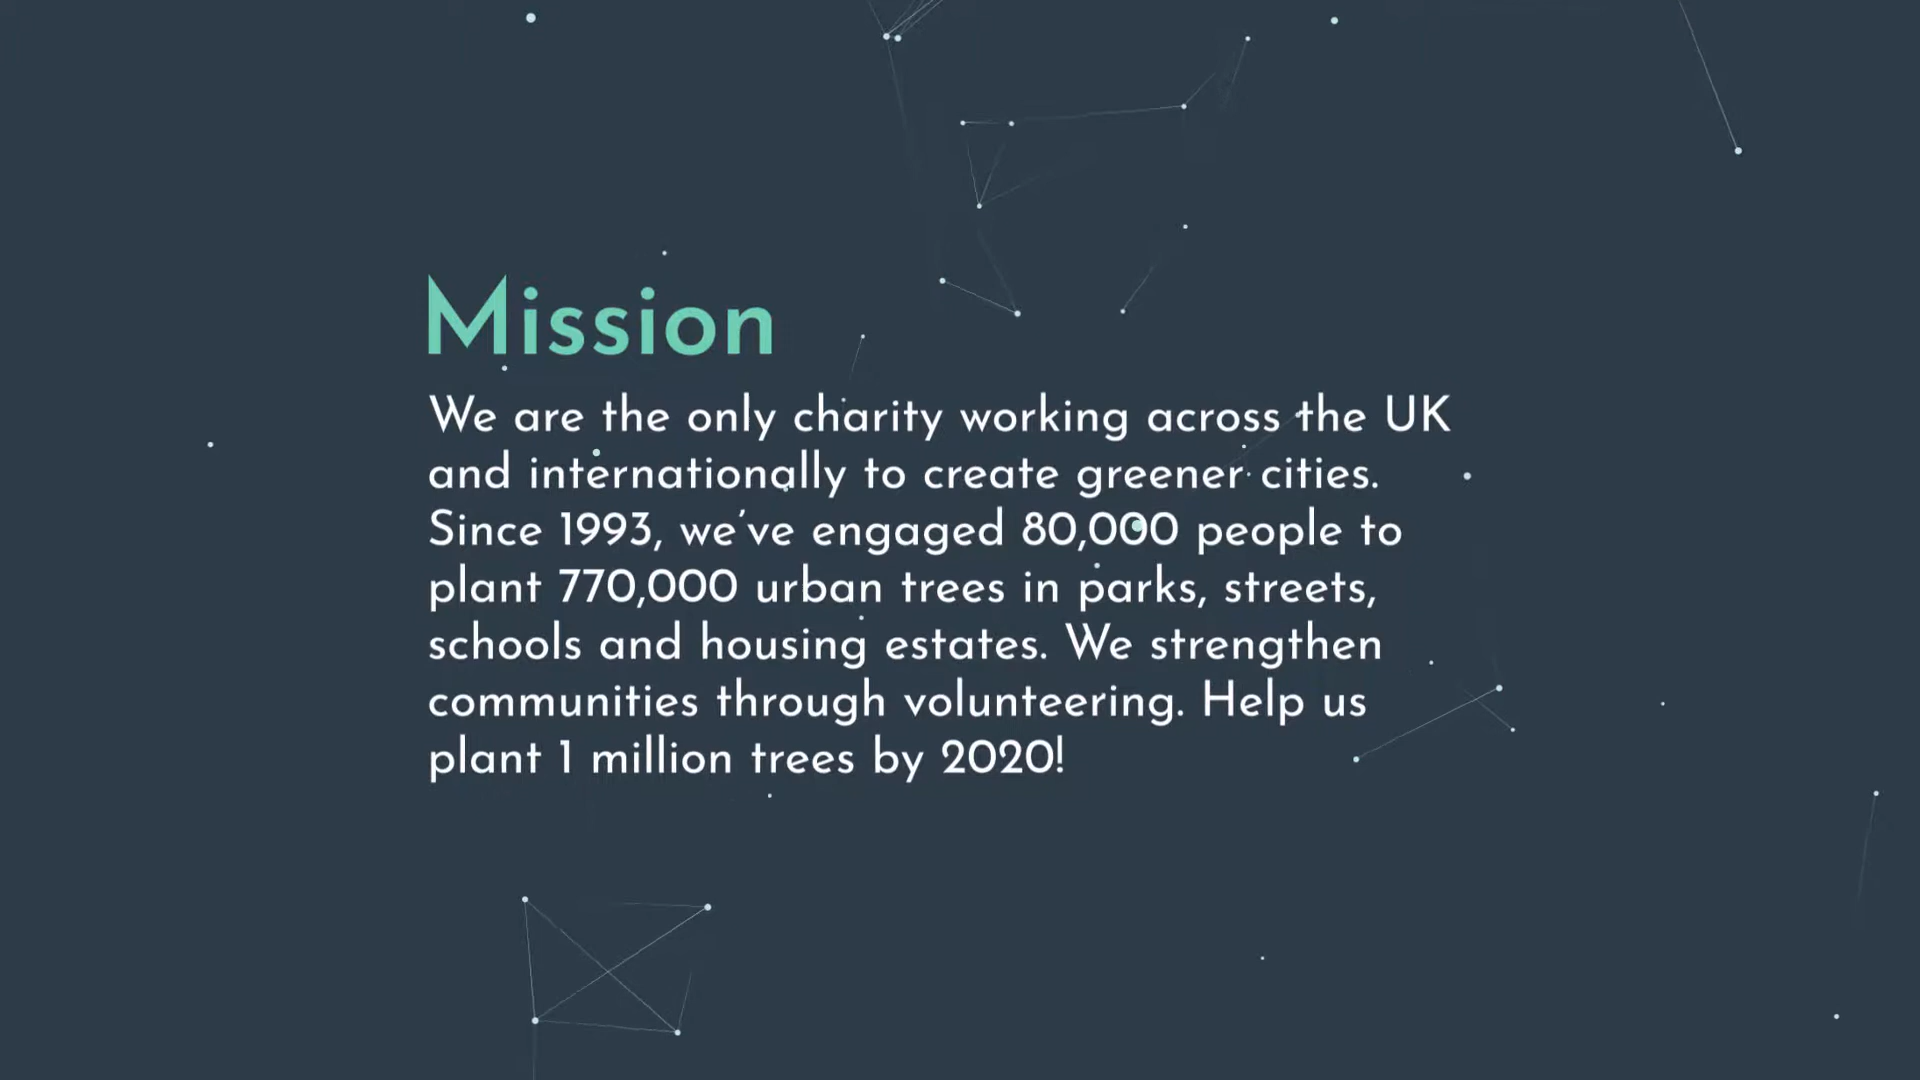 Mission
We are the only charity working across the UK
and internationally to create greener cities.
Since 1993, we've engaged 80,000 people to
plant 770,000 urban trees in parks, streets,
schools and housing estates. We strengthen
communities through volunteering. Help us
plant 1 million trees by 2020!